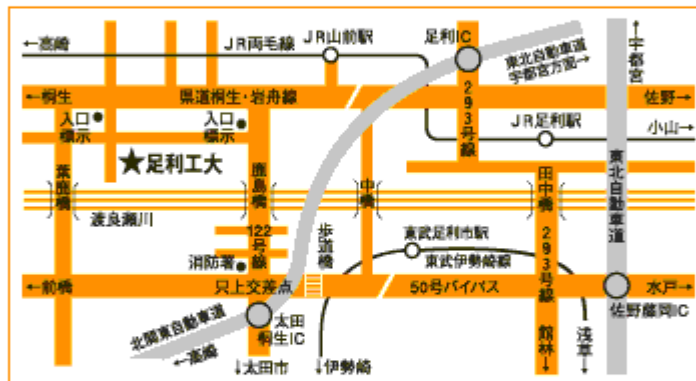 ←高崎
JR両毛線
JR山前駅
足利IC
東北自動車道
宇都宮方面→
←宇都宮
←桐生
県道桐生・岩舟線
293号線
佐野→
入口
標示
入口
標示
JR足利駅
小山→
★足利工大
葉鹿橋
鹿島橋
中橋
田中橋
東北自動車道
渡良瀬川
122号線
歩道橋
東武足利市駅
東武伊勢崎線
293号線
消防署
←前橋
只上交差点
50号バイパス
水戸→
北関東自動車道
←高崎
太田
桐生IC
佐野藤岡IC
館林→
浅草→
↓太田市
↓伊勢崎